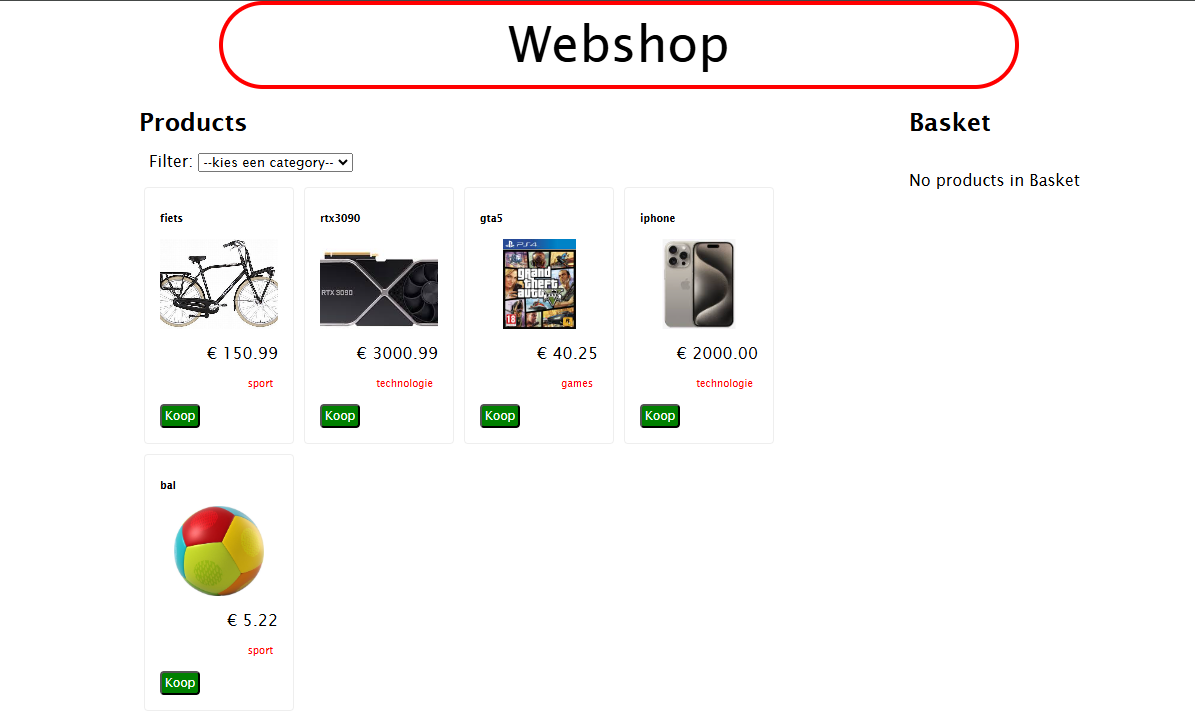 Webshop
Products
Filter: --kies een category--
fiets
€ 150.99
sport
Koop
rtx3090
RTX 3090
€ 3000.99
technologie
Koop
gta5
PS4
grand
theft
auto
V
18
€ 40.25
games
Koop
iphone
€ 2000.00
technologie
Koop
bal
€ 5.22
sport
Koop
Basket
No products in Basket